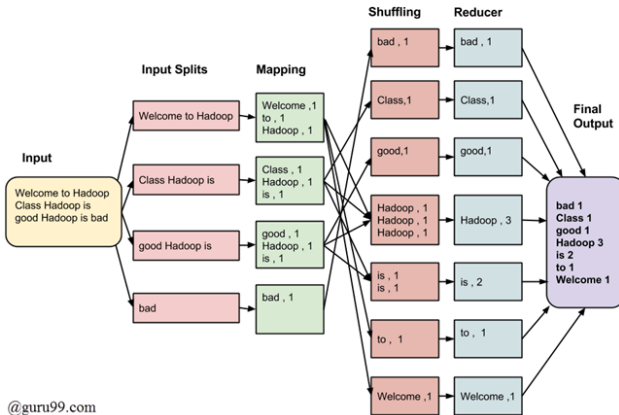 Input
Welcome to Hadoop
Class Hadoop is
good Hadoop is bad
Input Splits
Welcome to Hadoop
Class Hadoop is
good Hadoop is
bad
Mapping
Welcome ,1
to , 1
Hadoop , 1
Class , 1
Hadoop , 1
is , 1
good , 1
Hadoop , 1
is , 1
bad , 1
Shuffling
bad , 1
Class,1
good,1
Hadoop , 1
Hadoop , 1
Hadoop , 1
is , 1
is , 1
to , 1
Welcome ,1
Reducer
bad , 1
Class,1
good,1
Hadoop , 3
is , 2
to , 1
Welcome ,1
Final
Output
bad 1
Class 1
good 1
Hadoop 3
is 2
to 1
Welcome 1
@guru99.com